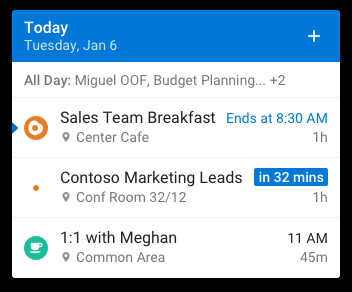 Today
Tuesday, Jan 6
+
All Day: Miguel OOF, Budget Planning... +2
Sales Team Breakfast Ends at 8:30 AM
Center Cafe 1h
Contoso Marketing Leads in 32 mins
Conf Room 32/12 1h
1:1 with Meghan 11 AM
Common Area 45m